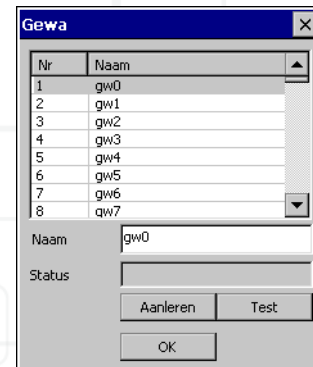 Gewa
Nr Naam
1 gw0
2 gw1
3 gw2
4 gw3
5 gw4
6 gw5
7 gw6
8 gw7
Naam gw0
Status
Aanleren Test
OK